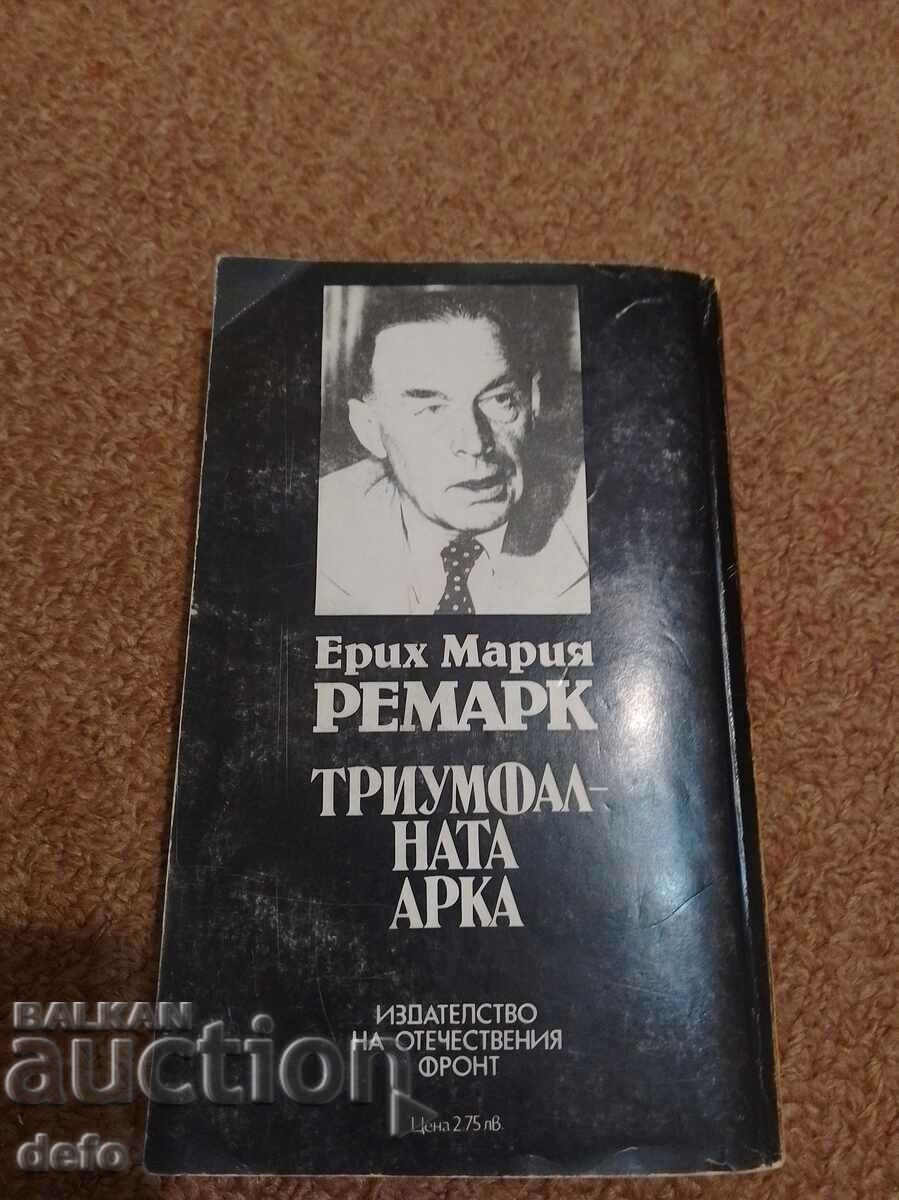 Ерих Мария
РЕМАРК
ТРИУМФАЛ-
НАТА
АРКА
ИЗДАТЕЛСТВО
НА ОТЕЧЕСТВЕНИЯ
ФРОНТ
Цена 2.75 лв.
BALKAN
auction
defo